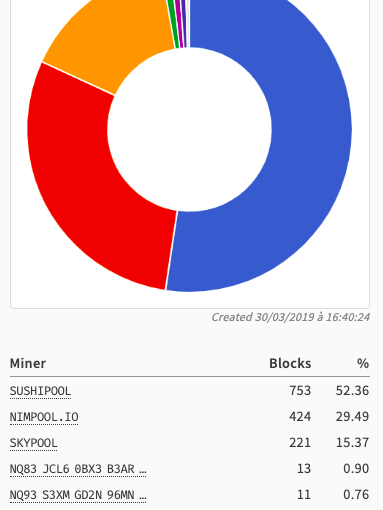 Created 30/03/2019 à 16:40:24
Miner Blocks %
SUSHIPOOL 753 52.36
NIMPOOL.IO 424 29.49
SKYPOOL 221 15.37
NQ83 JCL6 0BX3 B3AR … 13 0.90
NQ93 S3XM GD2N 96MN … 11 0.76